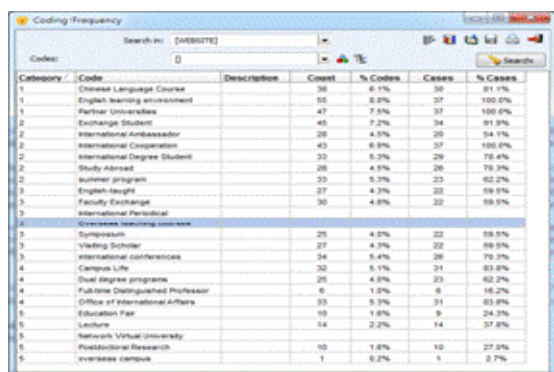 Coding Frequency
Search in: [WEBSITE]
Codes: [] Search
Category Code Description Count % Codes Cases % Cases
1 Chinese Language Course 38 6.1% 30 81.1%
1 English learning environment 55 8.8% 37 100.0%
1 Partner Universities 47 7.5% 37 100.0%
2 Exchange Student 45 7.2% 34 91.9%
2 International Ambassador 28 4.5% 20 54.1%
2 International Cooperation 43 6.9% 37 100.0%
2 International Degree Student 33 5.3% 29 78.4%
2 Study Abroad 28 4.5% 26 70.3%
2 summer program 33 5.3% 23 62.2%
3 English-taught 27 4.3% 22 59.5%
3 Faculty Exchange 30 4.8% 22 59.5%
3 International Periodical
3 Overseas teaching courses
3 Symposium 25 4.0% 22 59.5%
3 Visiting Scholar 27 4.3% 22 59.5%
3 international conferences 34 5.4% 26 70.3%
4 Campus Life 32 5.1% 31 83.8%
4 Dual degree programs 25 4.0% 23 62.2%
4 Full-time Distinguished Professor 6 1.0% 6 16.2%
4 Office of International Affairs 33 5.3% 31 83.8%
5 Education Fair 10 1.6% 9 24.3%
5 Lecture 14 2.2% 14 37.8%
5 Network Virtual University
5 Postdoctoral Research 10 1.6% 10 27.0%
5 overseas campus 1 0.2% 1 2.7%